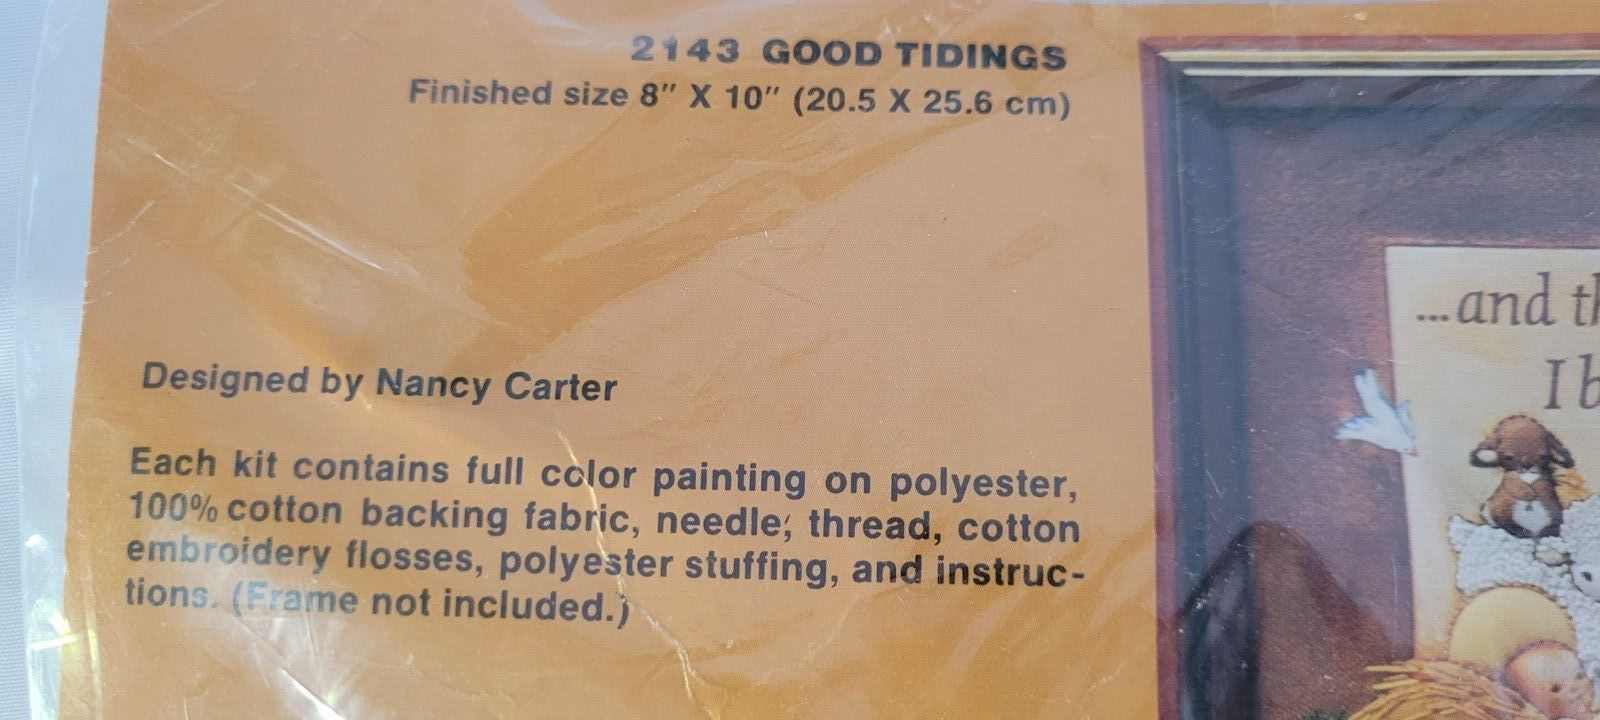 2143 GOOD TIDINGS
Finished size 8" X 10" (20.5 X 25.6 cm)
Designed by Nancy Carter
Each kit contains full color painting on polyester,
100% cotton backing fabric, needle, thread, cotton
embroidery flosses, polyester stuffing, and instruc-
tions. (Frame not included.)
...and
I